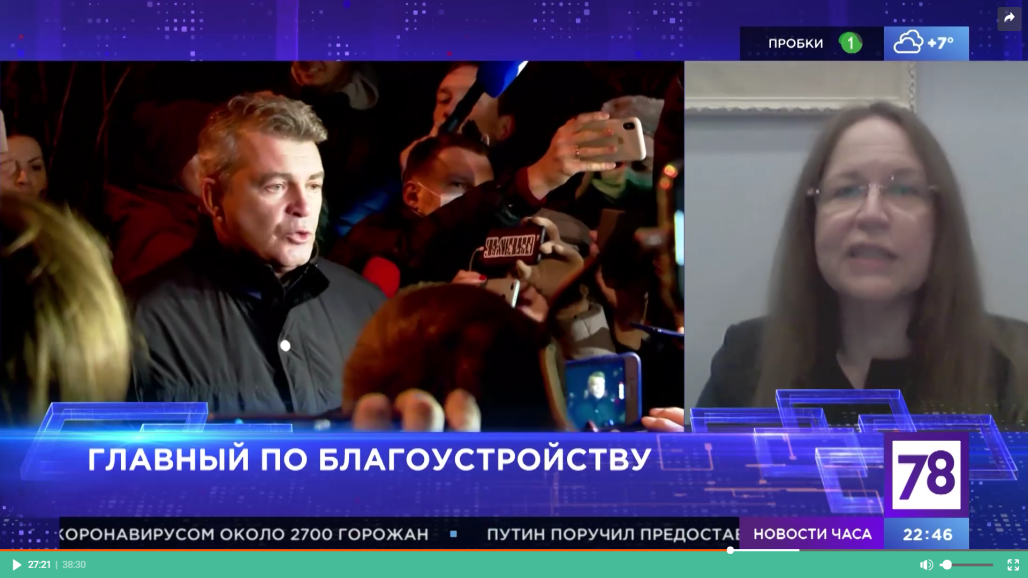 ПРОБКИ 1 +7°
ГЛАВНЫЙ ПО БЛАГОУСТРОЙСТВУ
78
КОРОНАВИРУСОМ ОКОЛО 2700 ГОРОЖАН ПУТИН ПОРУЧИЛ НОВОСТИ ЧАСА 22:46
27:21 | 38:30